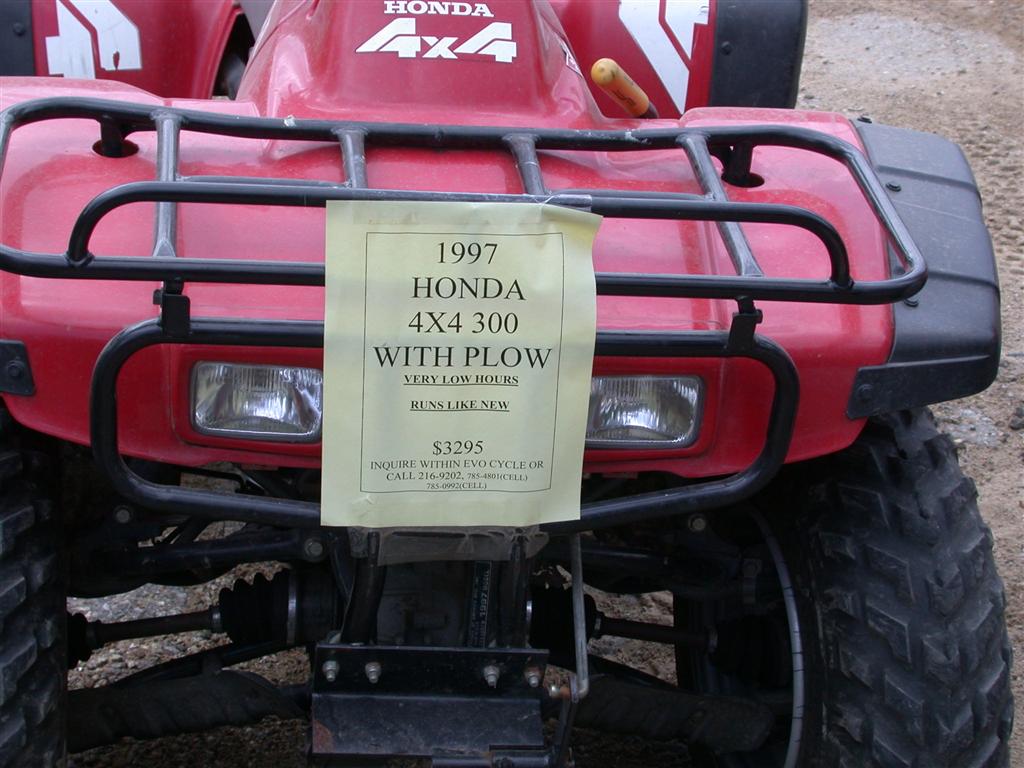 HONDA
4x4
1997
HONDA
4X4 300
WITH PLOW
VERY LOW HOURS
RUNS LIKE NEW
$3295
INQUIRE WITHIN EVO CYCLE OR
CALL 216-9202, 785-4801(CELL)
785-0992(CELL)
1997